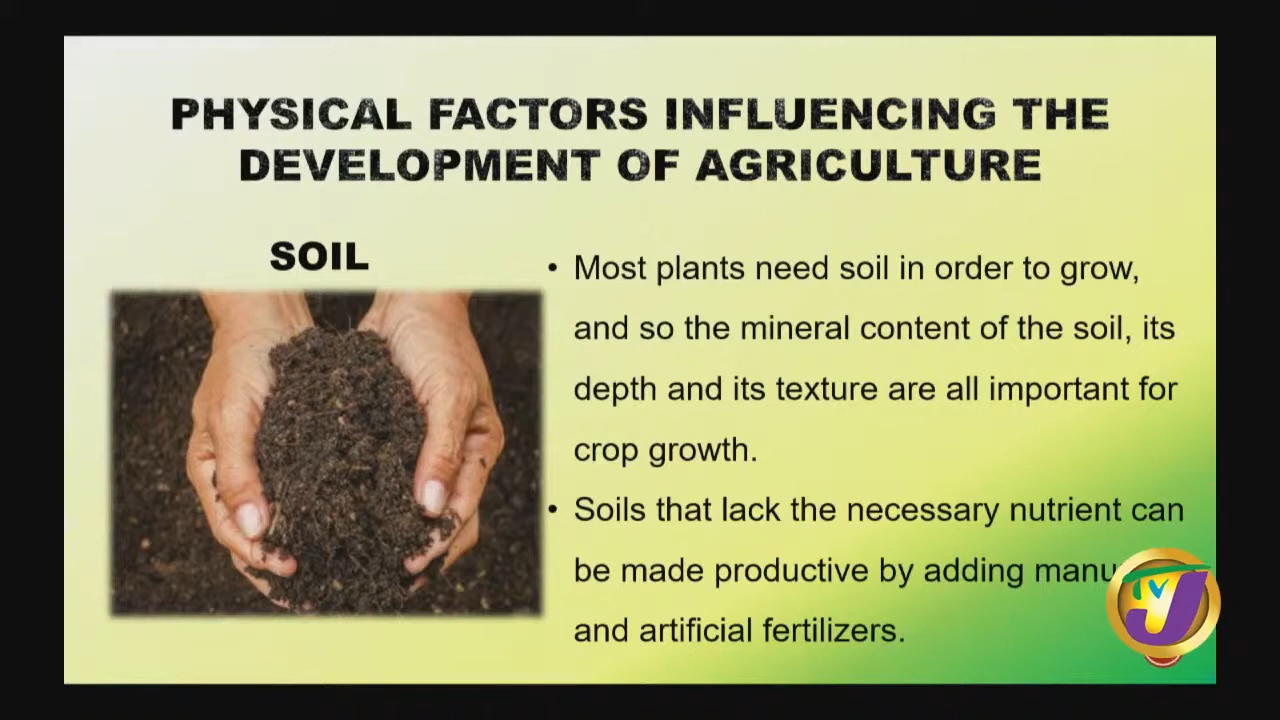 PHYSICAL FACTORS INFLUENCING THE
DEVELOPMENT OF AGRICULTURE
SOIL
• Most plants need soil in order to grow,
and so the mineral content of the soil, its
depth and its texture are all important for
crop growth.
• Soils that lack the necessary nutrient can
be made productive by adding
and artificial fertilizers.
TVJ